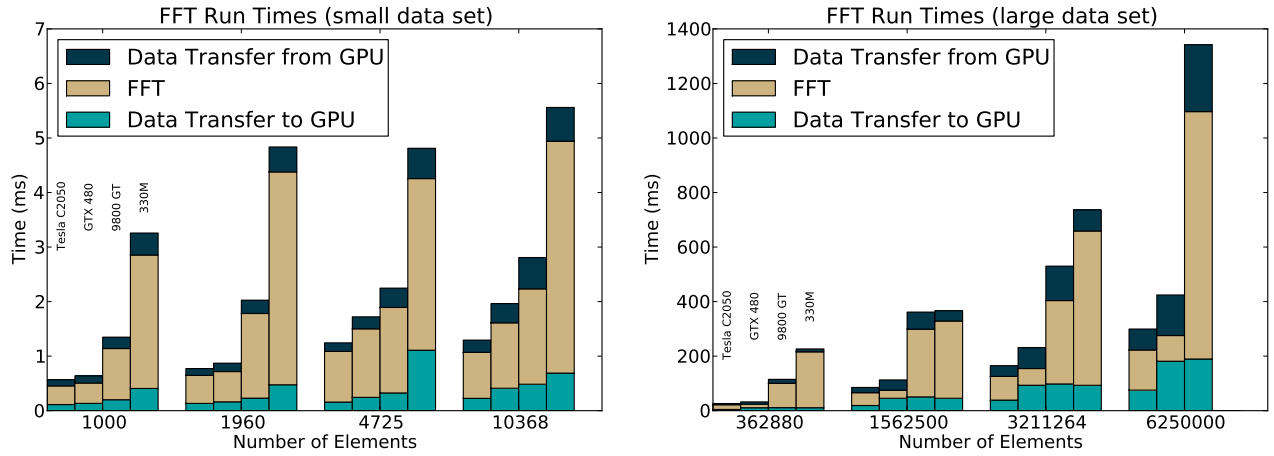 FFT Run Times (small data set)
7
6
5
4
3
2
1
0
Time (ms)
Data Transfer from GPU
FFT
Data Transfer to GPU
Tesla C2050
GTX 480
9800 GT
330M
1000
1960
4725
10368
Number of Elements
FFT Run Times (large data set)
1400
1200
1000
800
600
400
200
0
Time (ms)
Data Transfer from GPU
FFT
Data Transfer to GPU
Tesla C2050
GTX 480
9800 GT
330M
362880
1562500
3211264
6250000
Number of Elements